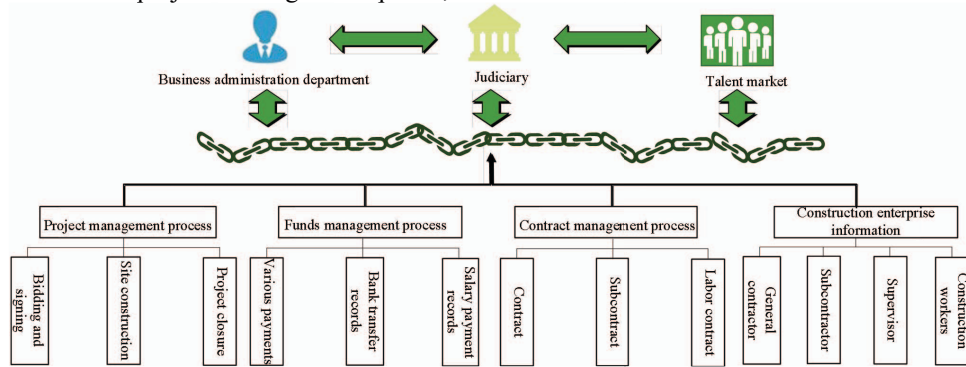 Business administration department
Judiciary
Talent market
Project management process
Funds management process
Contract management process
Construction enterprise
information
Bidding and
signing
Site construction
Project closure
Various payments
Bank transfer
records
Salary payment
records
Contract
Subcontract
Labor contract
General
contractor
Subcontractor
Supervisor
Construction
workers